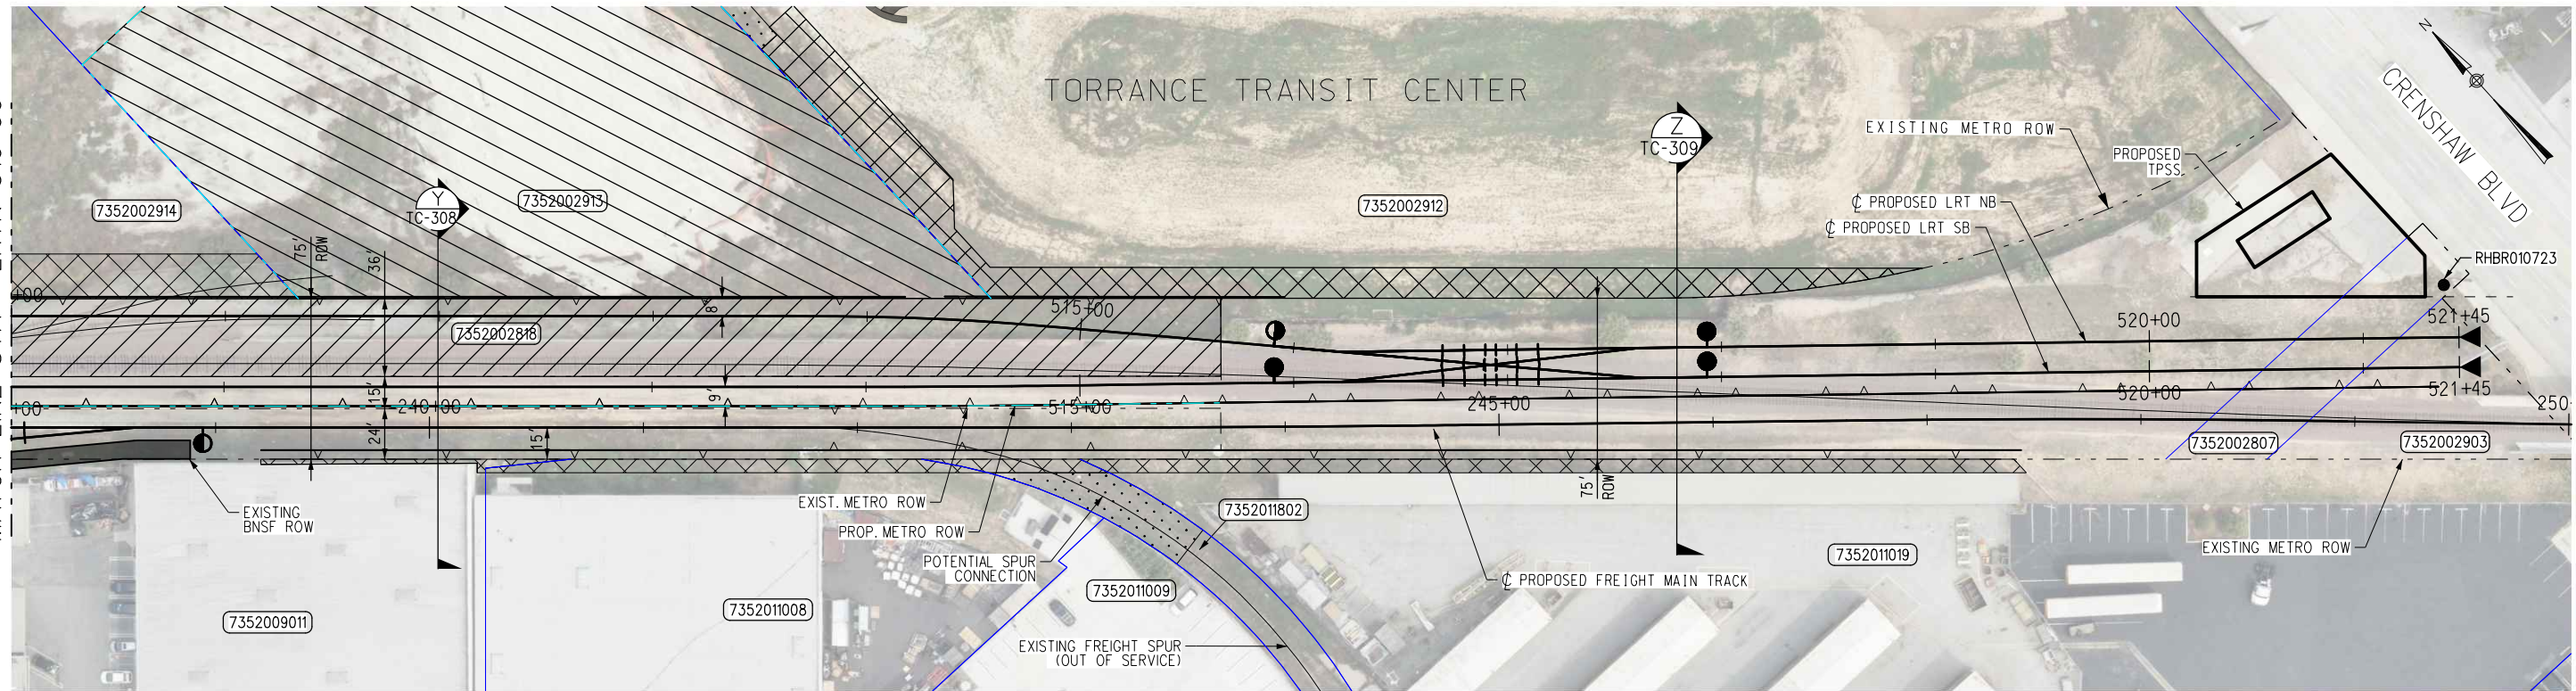 TORRANCE TRANSIT CENTER
N
CRENSHAW BLVD
EXISTING METRO ROW
PROPOSED
TPSS
Z
TC-309
Y
TC-308
7352002914
7352002913
7352002912
℄ PROPOSED LRT NB
℄ PROPOSED LRT SB
RHBR010723
75'
ROW
36'
8'
+00
515+00
520+00
521+45
7352002818
15'
9'
+00
240+00
515+00
245+00
520+00
521+45
250
24'
15'
7352002807
7352002903
EXISTING
BNSF ROW
EXIST. METRO ROW
PROP. METRO ROW
75'
ROW
7352011802
POTENTIAL SPUR
CONNECTION
EXISTING METRO ROW
7352011019
℄ PROPOSED FREIGHT MAIN TRACK
7352011009
7352011008
7352009011
EXISTING FREIGHT SPUR
(OUT OF SERVICE)